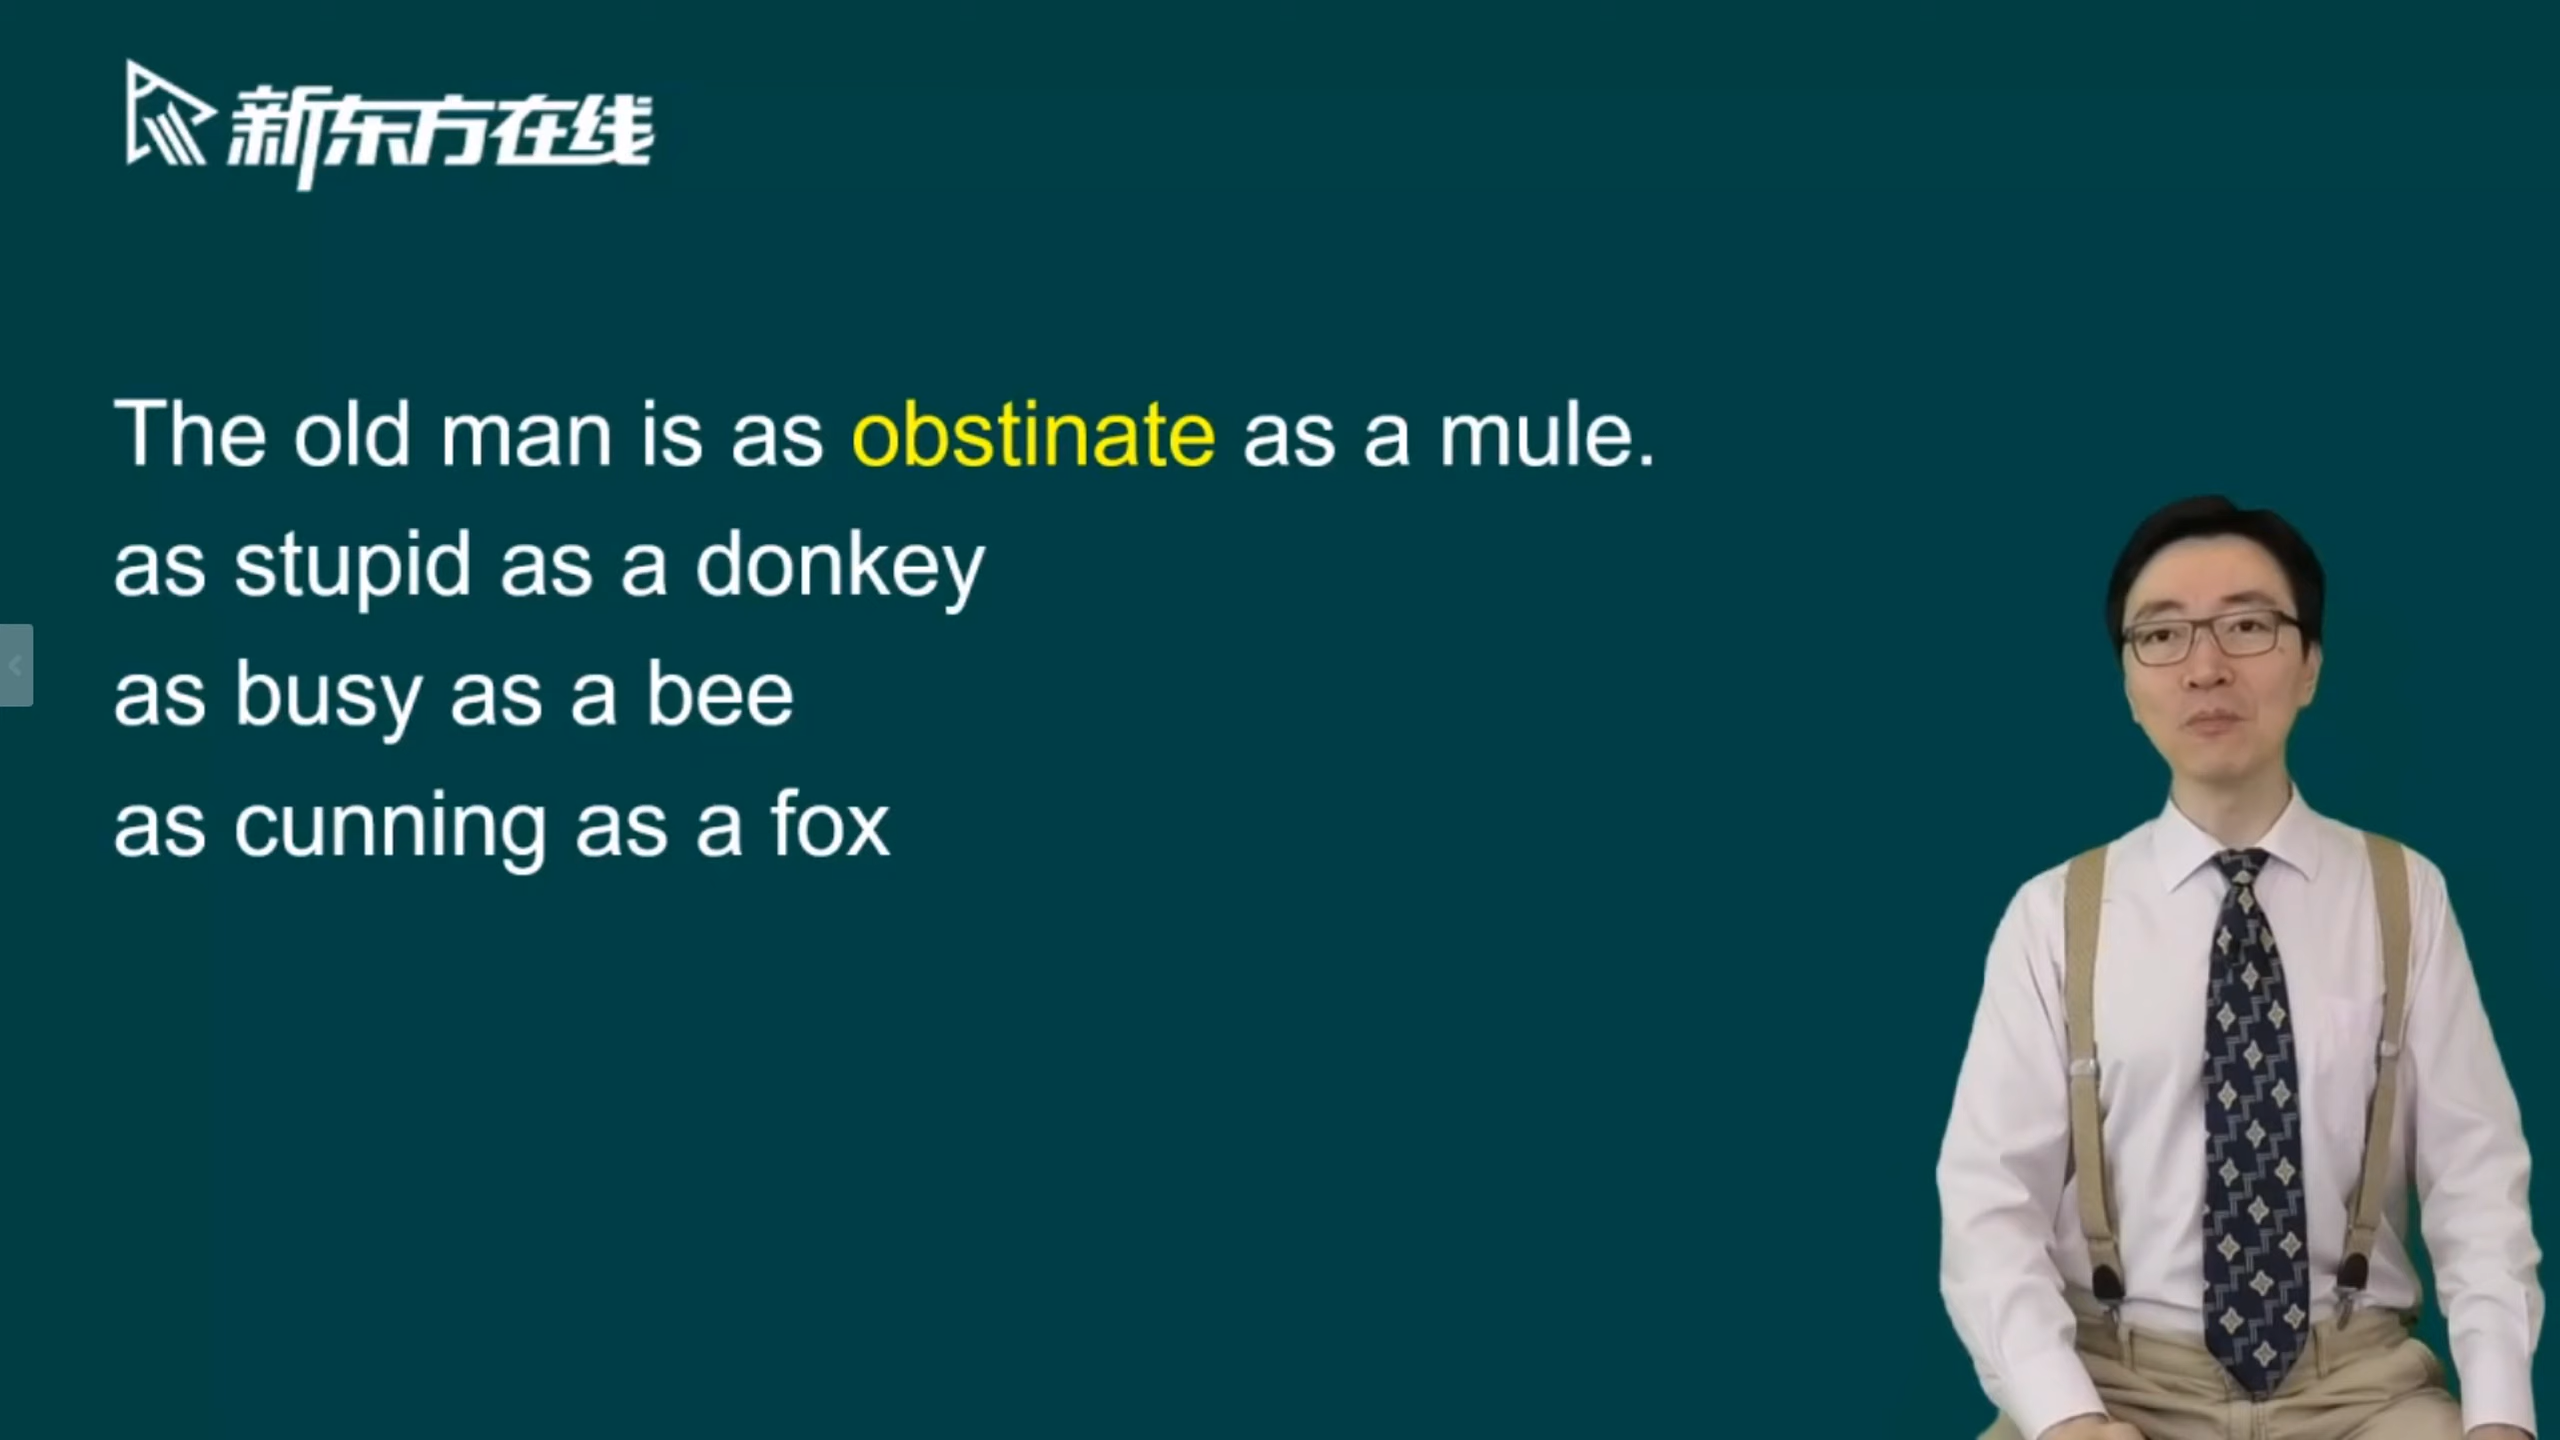 新东方在线
The old man is as obstinate as a mule.
as stupid as a donkey
as busy as a bee
as cunning as a fox